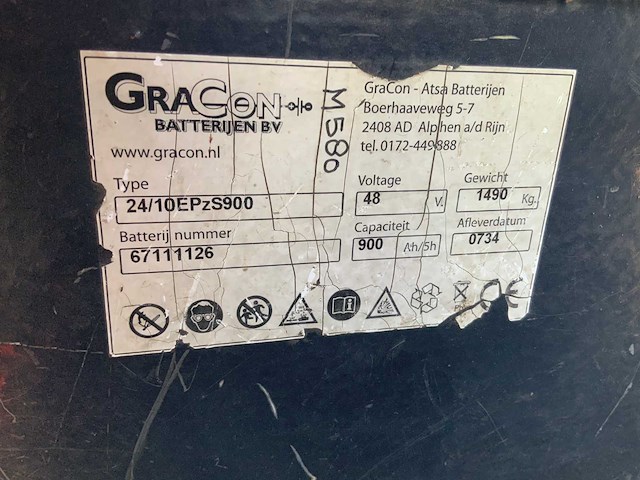 GRACON
BATTERIJEN BV
www.gracon.nl
M580
GraCon - Atsa Batterijen
Boerhaaveweg 5-7
2408 AD Alphen a/d Rijn
tel. 0172-449888
Type
24/10EPzS900
Voltage
48 V.
Gewicht
1490 Kg.
Batterij nummer
67111126
Capaciteit
900 Ah/5h
Afleverdatum
0734
CE